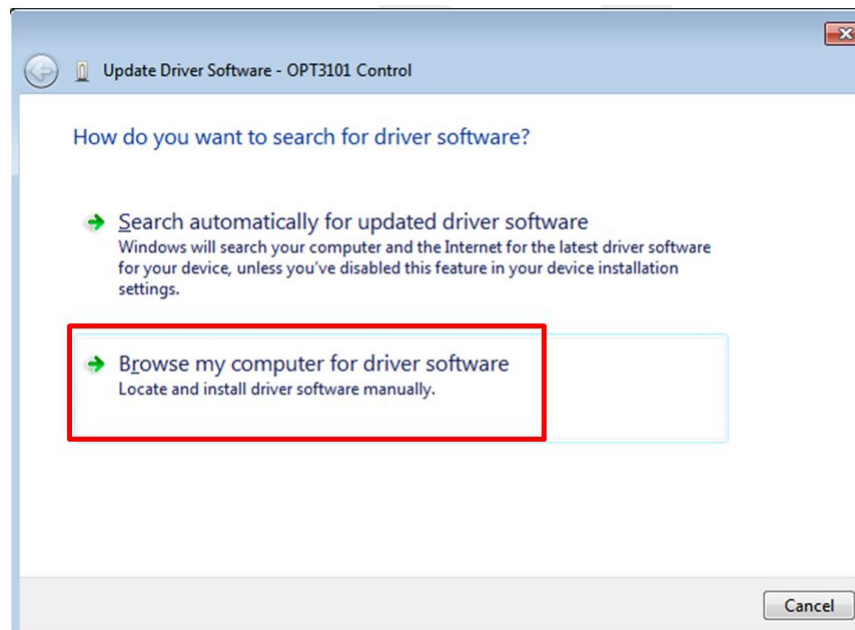 Update Driver Software - OPT3101 Control
How do you want to search for driver software?
Search automatically for updated driver software
Windows will search your computer and the Internet for the latest driver software
for your device, unless you've disabled this feature in your device installation
settings.
Browse my computer for driver software
Locate and install driver software manually.
Cancel